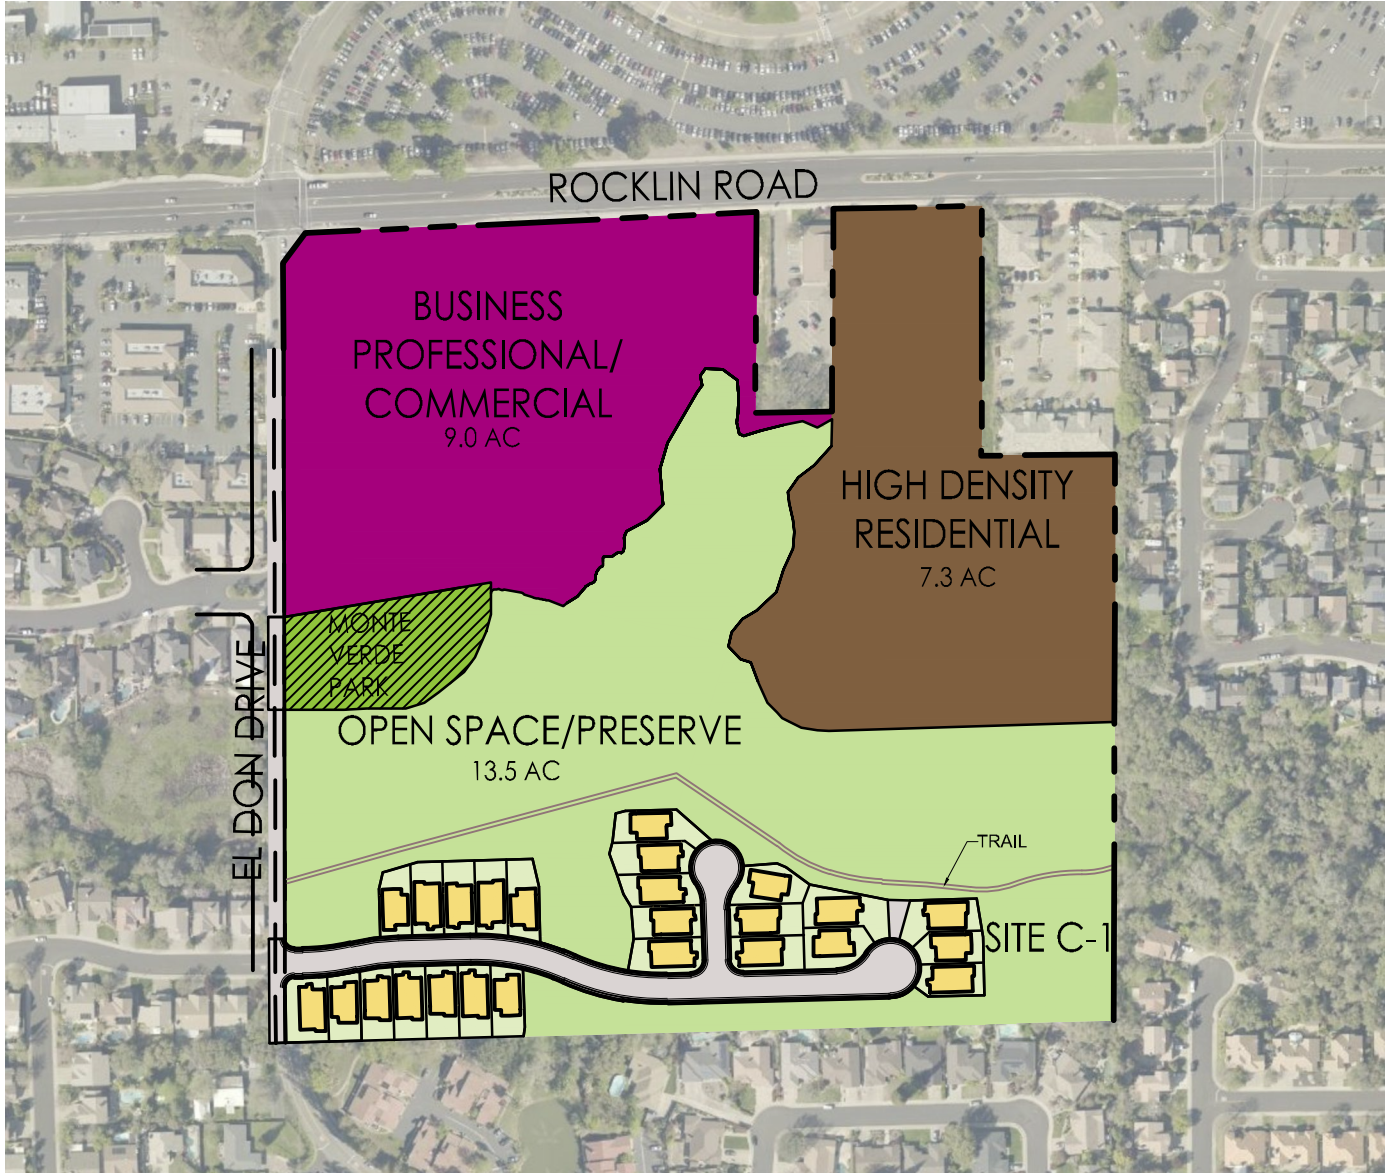 ROCKLIN ROAD
BUSINESS
PROFESSIONAL/
COMMERCIAL
9.0 AC
HIGH DENSITY
RESIDENTIAL
7.3 AC
MONTE
VERDE
PARK
EL DON DRIVE
OPEN SPACE/PRESERVE
13.5 AC
TRAIL
SITE C-1